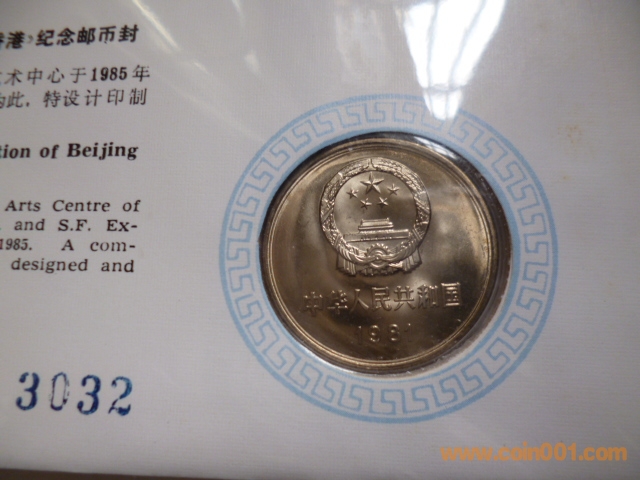 香港》纪念邮币封
术中心于1985年
为此，特设计印制
tion of Beijing
Arts Centre of
and S.F. Ex-
1985. A com-
designed and
3032
中华人民共和国
1981
www.coin001.com